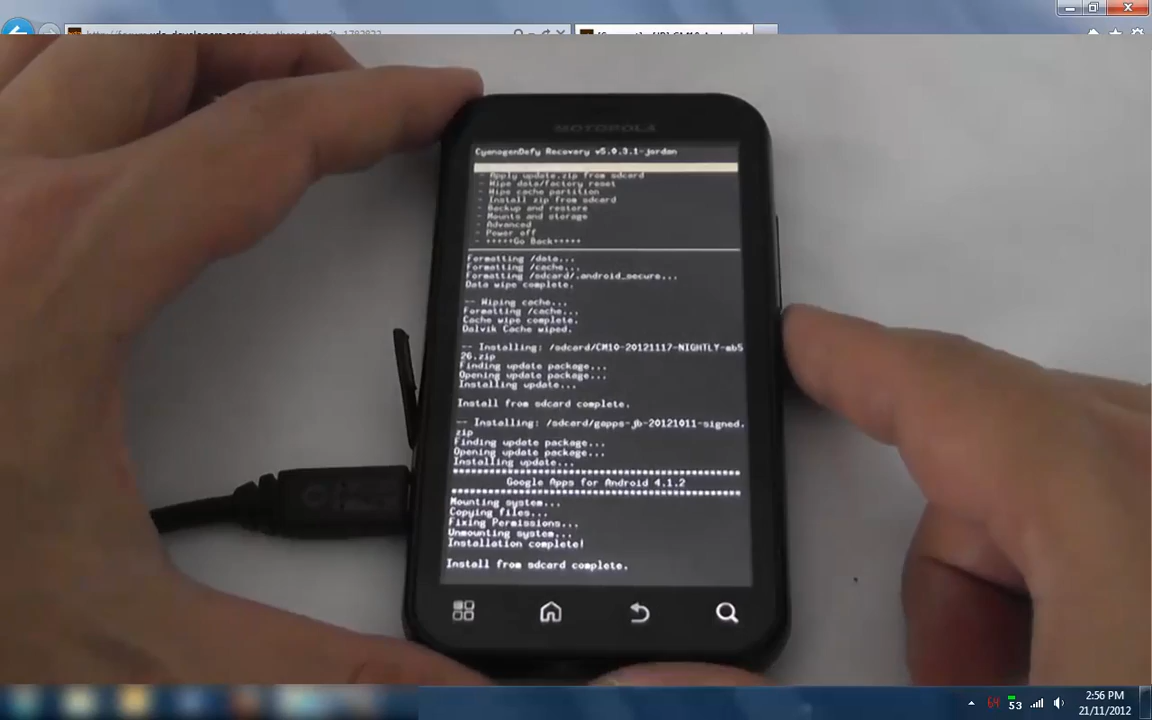 MOTOROLA
CyanogenDefy Recovery v5.0.3.1-jordan
- Apply update.zip from sdcard
- Wipe data/factory reset
- Wipe cache partition
- Install zip from sdcard
- Backup and restore
- Mounts and storage
- Advanced
- Power off
- *****Go Back*****
Formatting /data...
Formatting /cache...
Formatting /sdcard/.android_secure...
Data wipe complete.
-- Wiping cache...
Formatting /cache...
Cache wipe complete.
Dalvik Cache wiped.
-- Installing: /sdcard/CM10-20121117-NIGHTLY-ab5
26.zip
Finding update package...
Opening update package...
Installing update...
Install from sdcard complete.
-- Installing: /sdcard/gapps-jb-20121011-signed.
zip
Finding update package...
Opening update package...
Installing update...
Google Apps for Android 4.1.2
Mounting system...
Copying files...
Fixing Permissions...
Unmounting system...
Installation complete!
Install from sdcard complete.
64
53
2:56 PM
21/11/2012